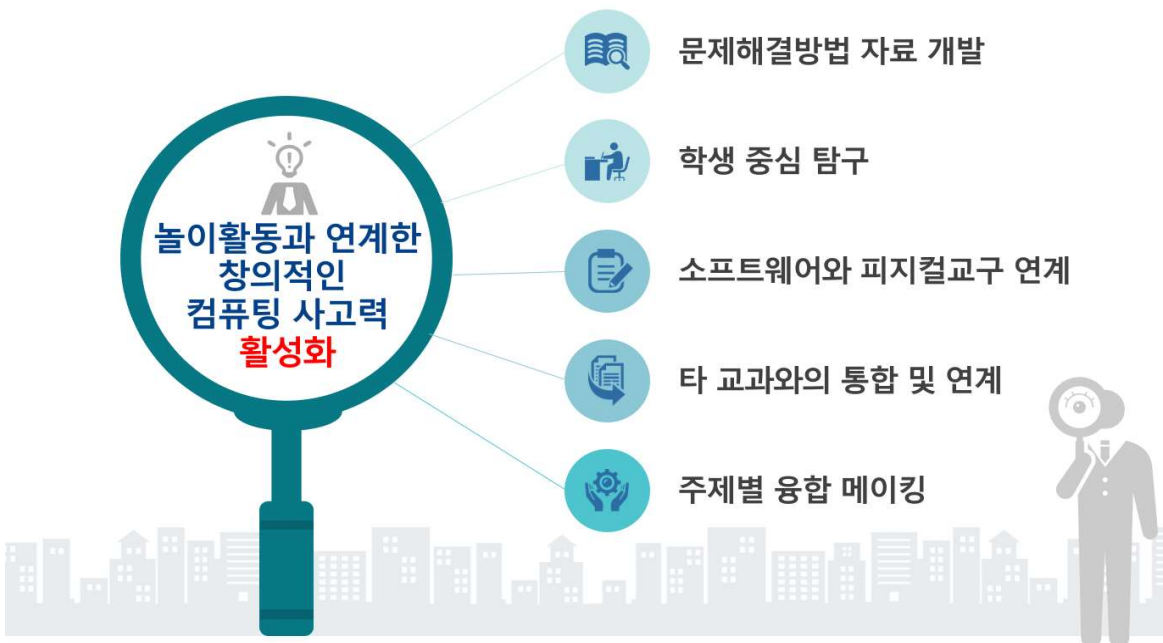 놀이활동과 연계한
창의적인
컴퓨팅 사고력
활성화
문제해결방법 자료 개발
학생 중심 탐구
소프트웨어와 피지컬교구 연계
타 교과와의 통합 및 연계
주제별 융합 메이킹